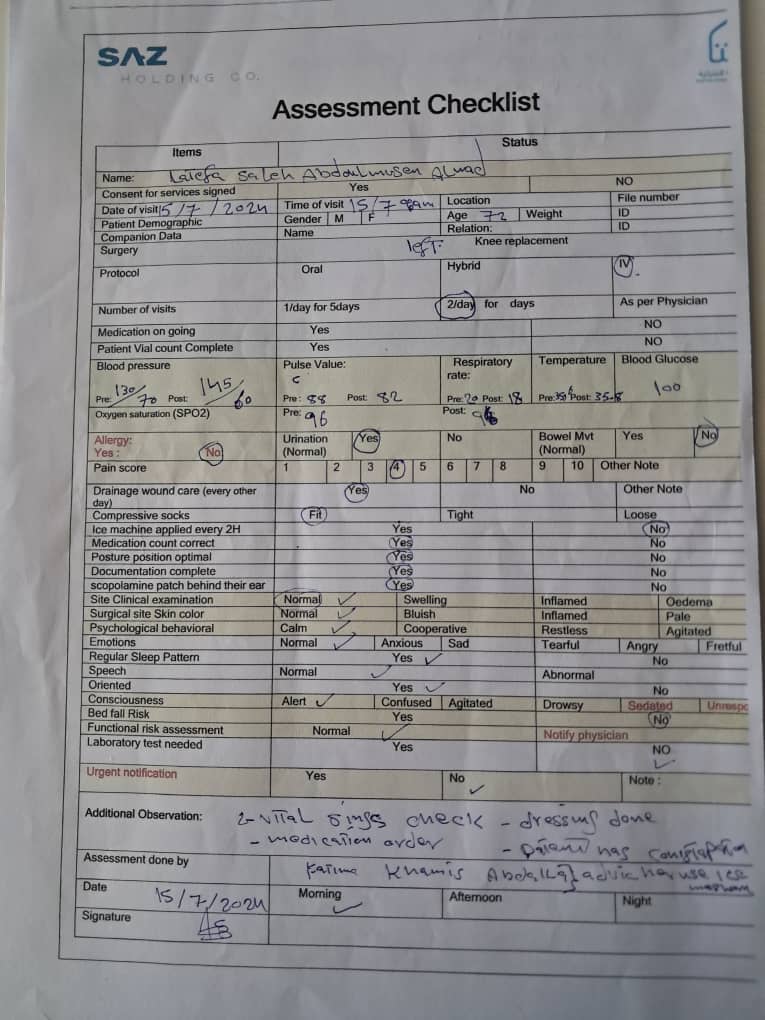 SAZ
HOLDING CO.
Assessment Checklist
Items Status
Name: Saleh
Consent for services signed Yes NO
Date of visit 15/7/2024 Time of visit 15/7 Location File number
Patient Demographic Gender M F Age 72 Weight ID
Companion Data Name Relation: ID
Surgery left Knee replacement
Protocol Oral Hybrid IV
Number of visits 1/day for 5days 2/day for days As per Physician
Medication on going Yes NO
Patient Vial count Complete Yes NO
Blood pressure Pulse Value: Respiratory rate: Temperature Blood Glucose
Pre: 130/70 Post: 145/60 Pre: 88 Post: 82 Pre: 20 Post: 18 Pre: Post: 35.8 100
Oxygen saturation (SPO2) Pre: 96 Post:
Allergy: Yes : No Urination (Normal) Yes No Bowel Mvt (Normal) Yes No
Pain score 1 2 3 4 5 6 7 8 9 10 Other Note
Drainage wound care (every other day) Yes No Other Note
Compressive socks Fit Tight Loose
Ice machine applied every 2H Yes No
Medication count correct Yes No
Posture position optimal Yes No
Documentation complete Yes No
scopolamine patch behind their ear Yes No
Site Clinical examination Normal Swelling Inflamed Oedema
Surgical site Skin color Normal Bluish Inflamed Pale
Psychological behavioral Calm Cooperative Restless Agitated
Emotions Normal Anxious Sad Tearful Angry Fretful
Regular Sleep Pattern Yes No
Speech Normal Abnormal
Oriented Yes No
Consciousness Alert Confused Agitated Drowsy Sedated Unrespo
Bed fall Risk Yes No
Functional risk assessment Normal Notify physician
Laboratory test needed Yes NO
Urgent notification Yes No Note :
Additional Observation: vital sings check - dressing done
- medication order - patient has
Assessment done by Fatima Khamis
Date 15/7/2024 Morning Afternoon Night
Signature